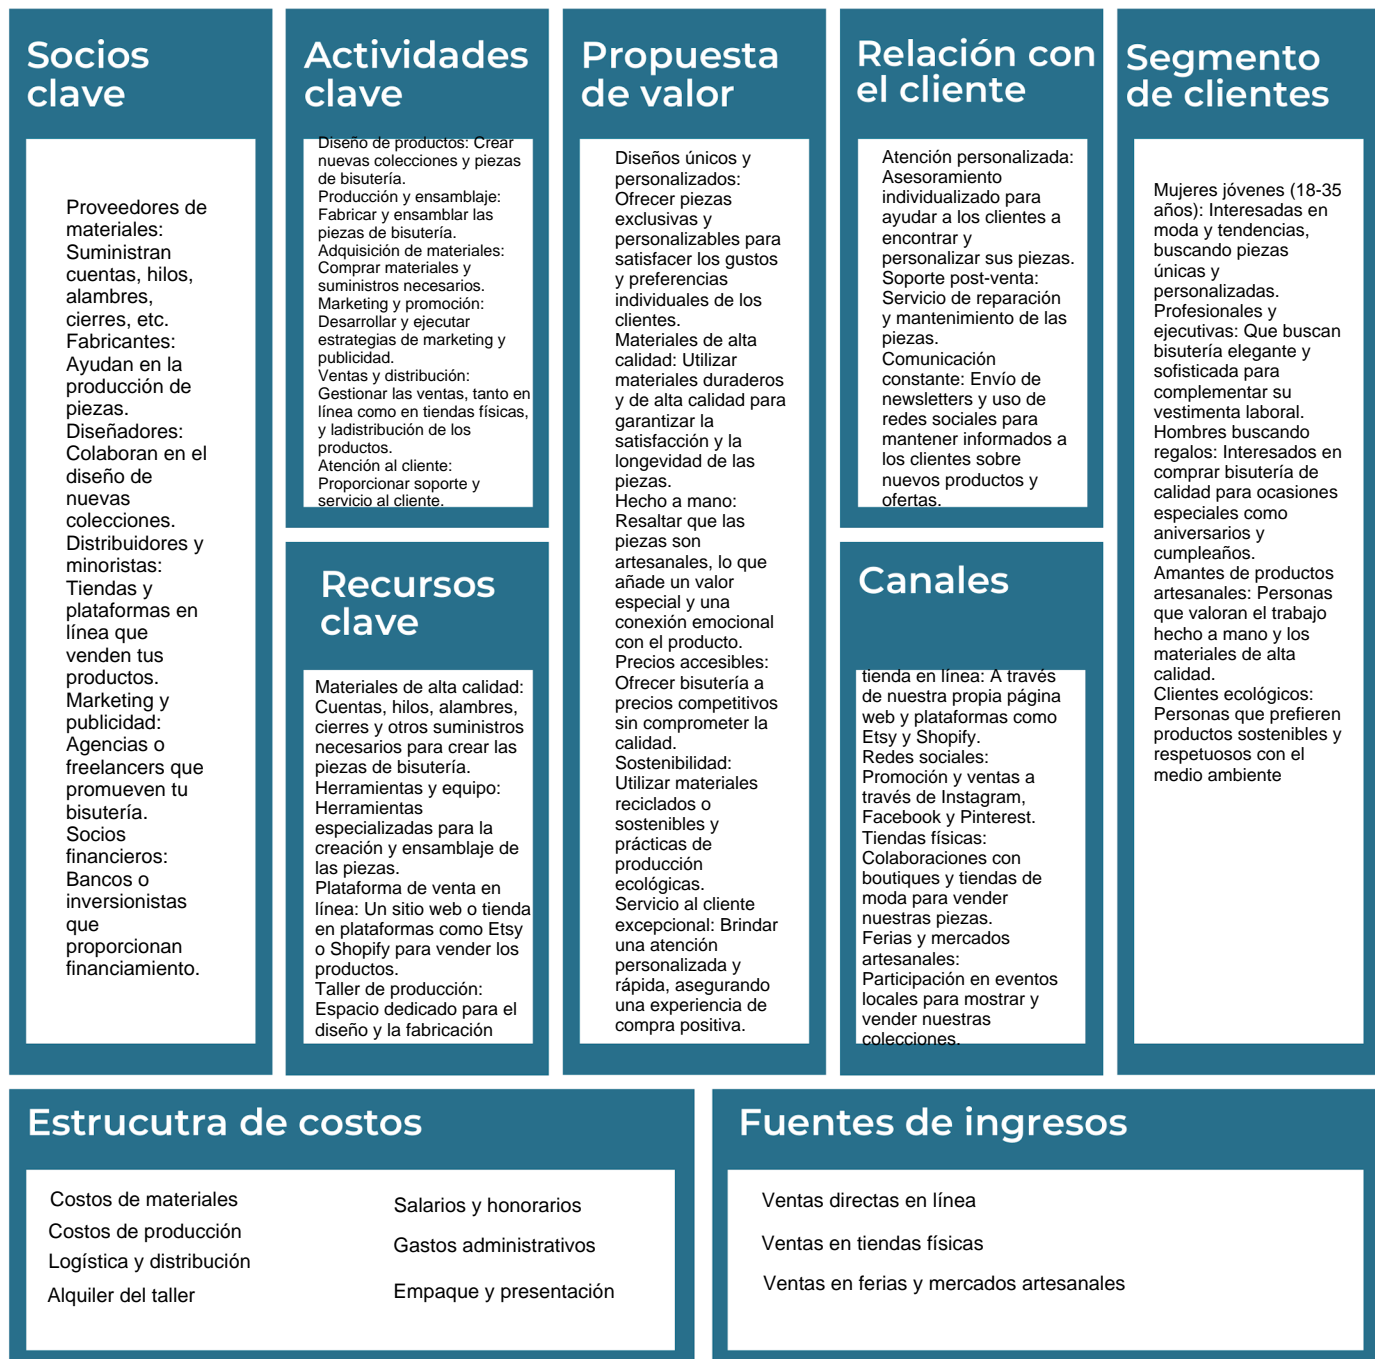 Socios
clave
Proveedores de
materiales:
Suministran
cuentas, hilos,
alambres,
cierres, etc.
Fabricantes:
Ayudan en la
producción de
piezas.
Diseñadores:
Colaboran en el
diseño de
nuevas
colecciones.
Distribuidores y
minoristas:
Tiendas y
plataformas en
línea que
venden tus
productos.
Marketing y
publicidad:
Agencias o
freelancers que
promueven tu
bisutería.
Socios
financieros:
Bancos o
inversionistas
que
proporcionan
financiamiento.
Actividades
clave
Diseño de productos: Crear
nuevas colecciones y piezas
de bisutería.
Producción y ensamblaje:
Fabricar y ensamblar las
piezas de bisutería.
Adquisición de materiales:
Comprar materiales y
suministros necesarios.
Marketing y promoción:
Desarrollar y ejecutar
estrategias de marketing y
publicidad.
Ventas y distribución:
Gestionar las ventas, tanto en
línea como en tiendas físicas,
y ladistribución de los
productos.
Atención al cliente:
Proporcionar soporte y
servicio al cliente.
Recursos
clave
Materiales de alta calidad:
Cuentas, hilos, alambres,
cierres y otros suministros
necesarios para crear las
piezas de bisutería.
Herramientas y equipo:
Herramientas
especializadas para la
creación y ensamblaje de
las piezas.
Plataforma de venta en
línea: Un sitio web o tienda
en plataformas como Etsy
o Shopify para vender los
productos.
Taller de producción:
Espacio dedicado para el
diseño y la fabricación
Propuesta
de valor
Diseños únicos y
personalizados:
Ofrecer piezas
exclusivas y
personalizables para
satisfacer los gustos
y preferencias
individuales de los
clientes.
Materiales de alta
calidad: Utilizar
materiales duraderos
y de alta calidad para
garantizar la
satisfacción y la
longevidad de las
piezas.
Hecho a mano:
Resaltar que las
piezas son
artesanales, lo que
añade un valor
especial y una
conexión emocional
con el producto.
Precios accesibles:
Ofrecer bisutería a
precios competitivos
sin comprometer la
calidad.
Sostenibilidad:
Utilizar materiales
reciclados o
sostenibles y
prácticas de
producción
ecológicas.
Servicio al cliente
excepcional: Brindar
una atención
personalizada y
rápida, asegurando
una experiencia de
compra positiva.
Relación con
el cliente
Atención personalizada:
Asesoramiento
individualizado para
ayudar a los clientes a
encontrar y
personalizar sus piezas.
Soporte post-venta:
Servicio de reparación
y mantenimiento de las
piezas.
Comunicación
constante: Envío de
newsletters y uso de
redes sociales para
mantener informados a
los clientes sobre
nuevos productos y
ofertas.
Canales
tienda en línea: A través
de nuestra propia página
web y plataformas como
Etsy y Shopify.
Redes sociales:
Promoción y ventas a
través de Instagram,
Facebook y Pinterest.
Tiendas físicas:
Colaboraciones con
boutiques y tiendas de
moda para vender
nuestras piezas.
Ferias y mercados
artesanales:
Participación en eventos
locales para mostrar y
vender nuestras
colecciones.
Segmento
de clientes
Mujeres jóvenes (18-35
años): Interesadas en
moda y tendencias,
buscando piezas
únicas y
personalizadas.
Profesionales y
ejecutivas: Que buscan
bisutería elegante y
sofisticada para
complementar su
vestimenta laboral.
Hombres buscando
regalos: Interesados en
comprar bisutería de
calidad para ocasiones
especiales como
aniversarios y
cumpleaños.
Amantes de productos
artesanales: Personas
que valoran el trabajo
hecho a mano y los
materiales de alta
calidad.
Clientes ecológicos:
Personas que prefieren
productos sostenibles y
respetuosos con el
medio ambiente
Estrucutra de costos
Costos de materiales
Costos de producción
Logística y distribución
Alquiler del taller
Salarios y honorarios
Gastos administrativos
Empaque y presentación
Fuentes de ingresos
Ventas directas en línea
Ventas en tiendas físicas
Ventas en ferias y mercados artesanales